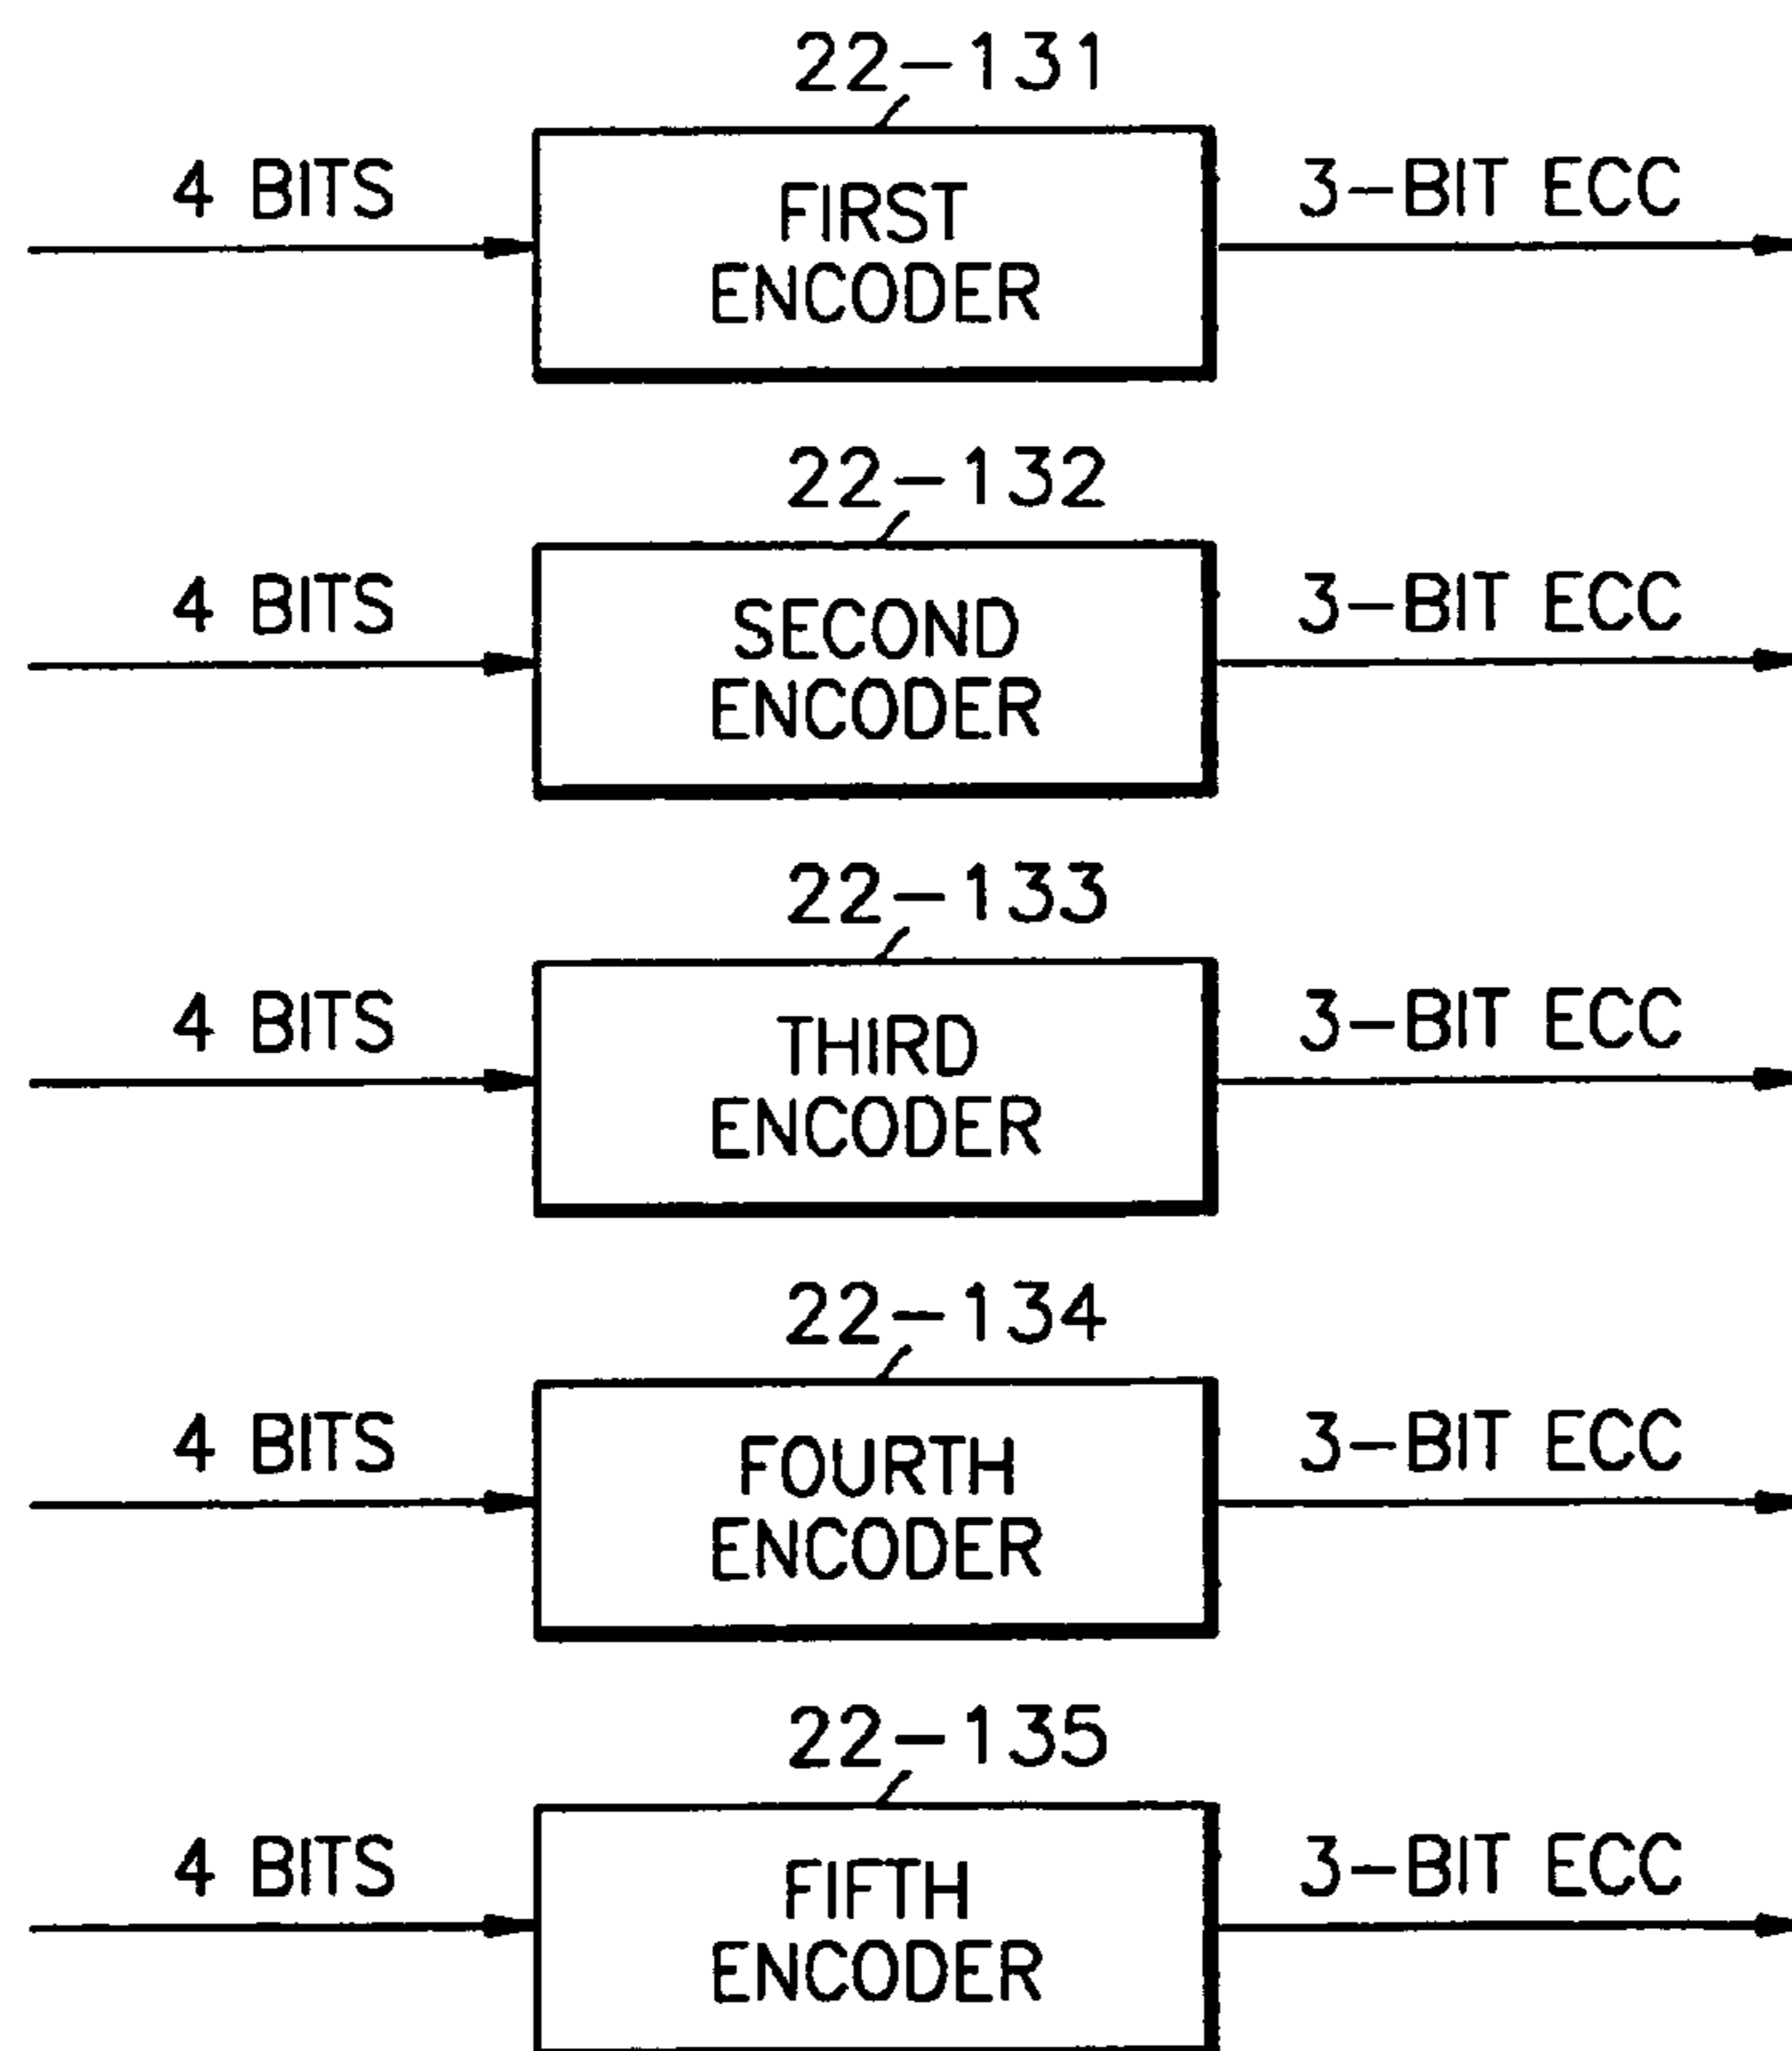 22-131
4 BITS
FIRST
ENCODER
3-BIT ECC
22-132
4 BITS
SECOND
ENCODER
3-BIT ECC
22-133
4 BITS
THIRD
ENCODER
3-BIT ECC
22-134
4 BITS
FOURTH
ENCODER
3-BIT ECC
22-135
4 BITS
FIFTH
ENCODER
3-BIT ECC